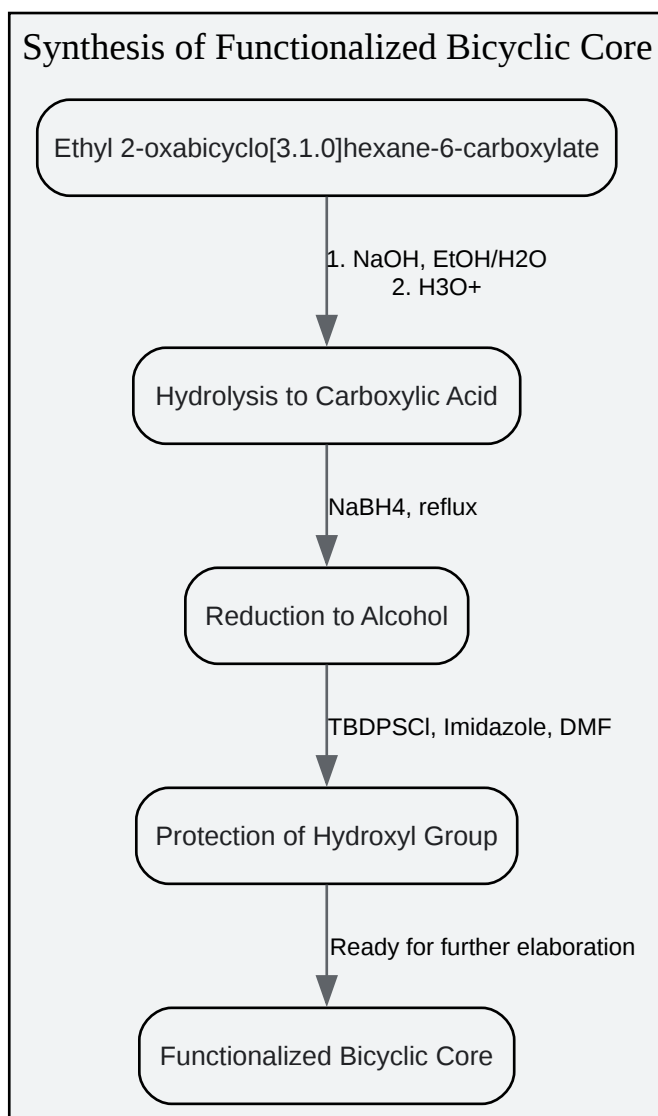 Synthesis of Functionalized Bicyclic Core
Ethyl 2-oxabicyclo[3.1.0]hexane-6-carboxylate
1. NaOH, EtOH/H2O
2. H3O+
Hydrolysis to Carboxylic Acid
NaBH4, reflux
Reduction to Alcohol
TBDPSCl, Imidazole, DMF
Protection of Hydroxyl Group
Ready for further elaboration
Functionalized Bicyclic Core